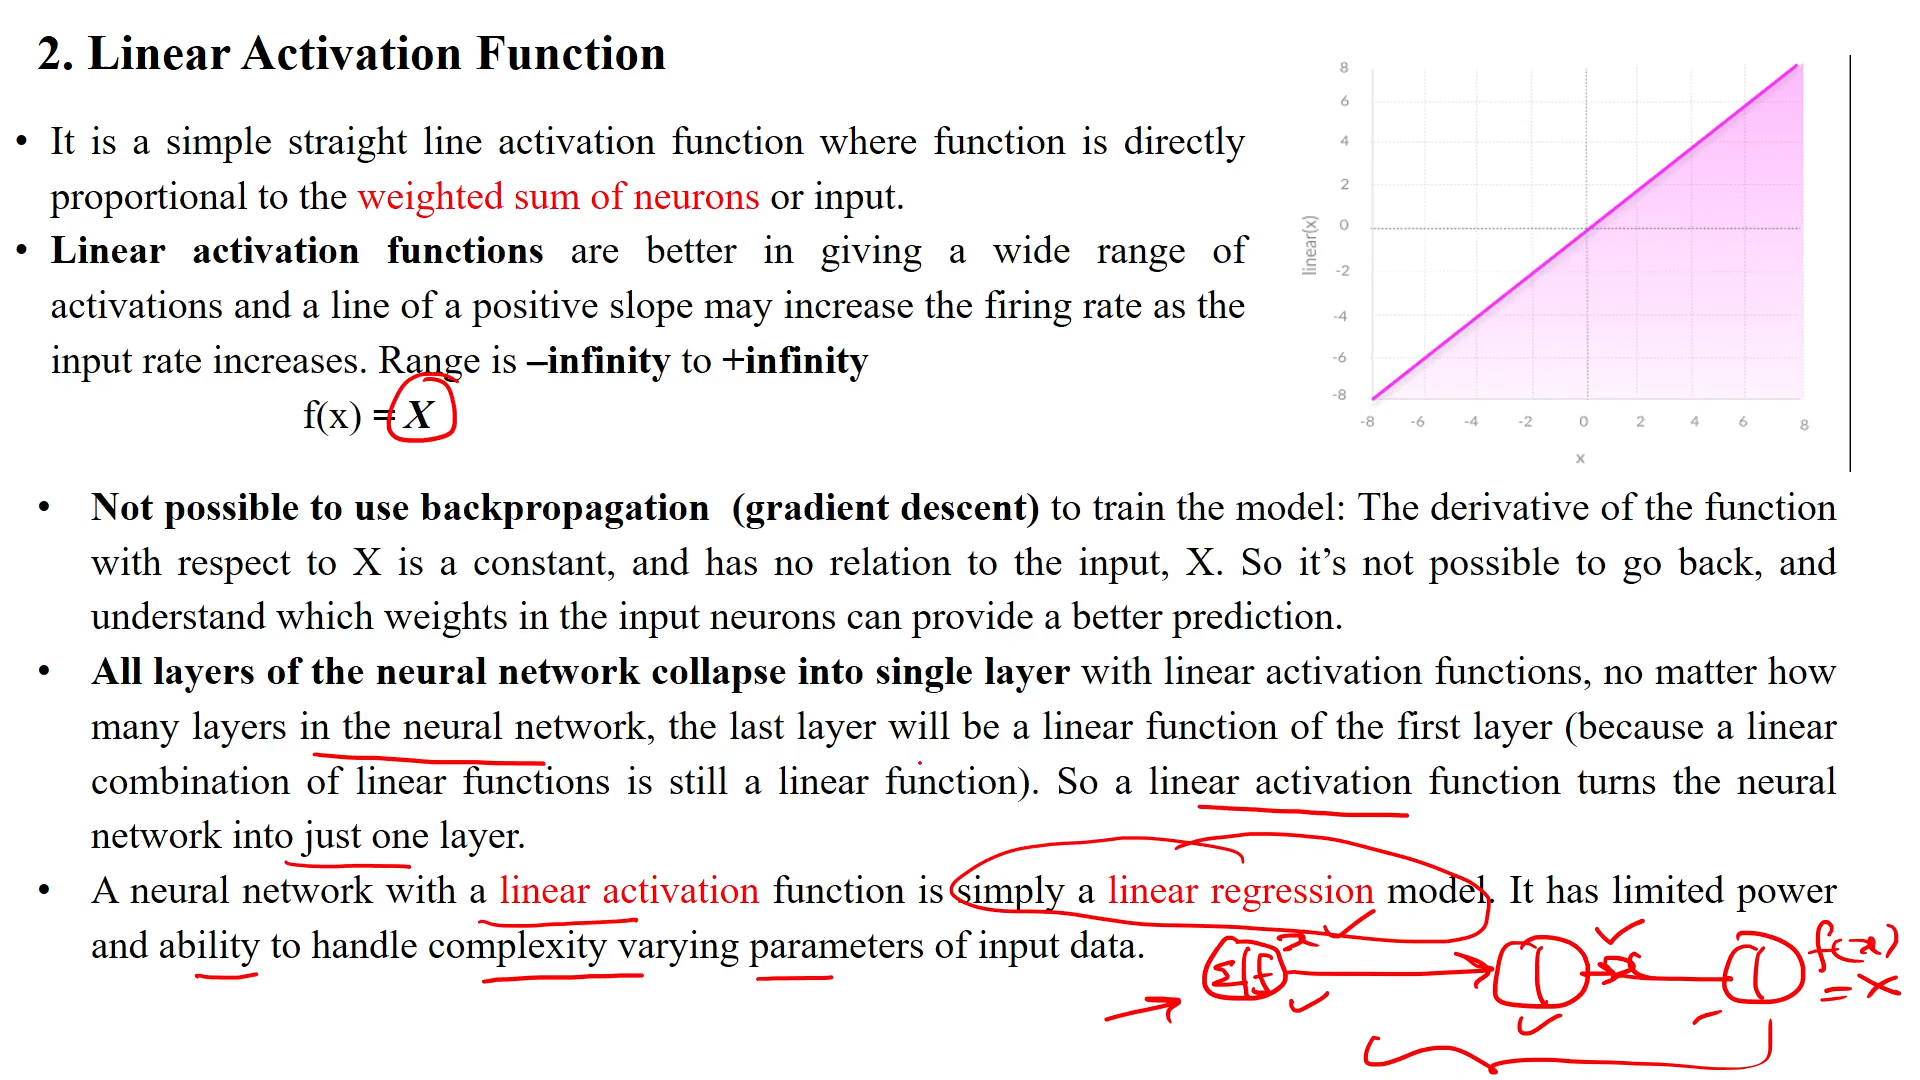 2. Linear Activation Function
• It is a simple straight line activation function where function is directly
proportional to the weighted sum of neurons or input.
• Linear activation functions are better in giving a wide range of
activations and a line of a positive slope may increase the firing rate as the
input rate increases. Range is –infinity to +infinity
f(x) = X
8
6
4
2
0
-2
-4
-6
-8
linear(x)
-8 -6 -4 -2 0 2 4 6 8
x
• Not possible to use backpropagation (gradient descent) to train the model: The derivative of the function
with respect to X is a constant, and has no relation to the input, X. So it’s not possible to go back, and
understand which weights in the input neurons can provide a better prediction.
• All layers of the neural network collapse into single layer with linear activation functions, no matter how
many layers in the neural network, the last layer will be a linear function of the first layer (because a linear
combination of linear functions is still a linear function). So a linear activation function turns the neural
network into just one layer.
• A neural network with a linear activation function is simply a linear regression model. It has limited power
and ability to handle complexity varying parameters of input data.
Σ f
x
f(x)
= x